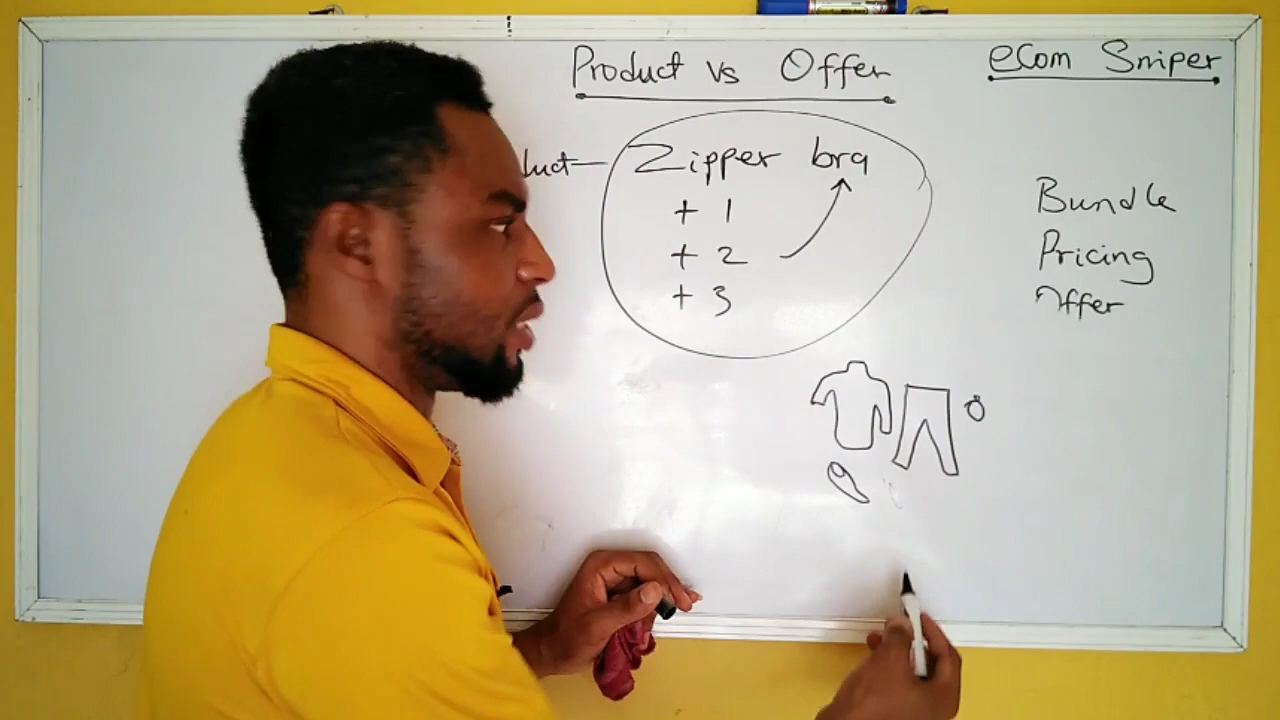 Product vs Offer
eCom Sniper
Zipper bra
+ 1
+ 2
+ 3
Bundle
Pricing
Offer